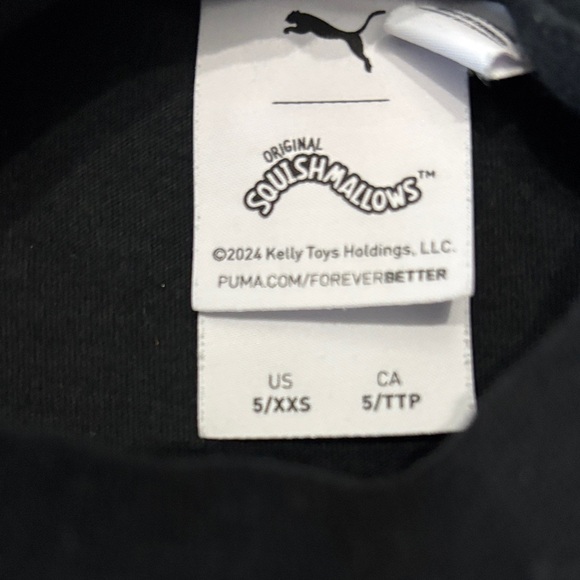 ORIGINAL
SQUISHMALLOWS™
©2024 Kelly Toys Holdings, LLC.
PUMA.COM/FOREVERBETTER
US CA
5/XXS 5/TTP